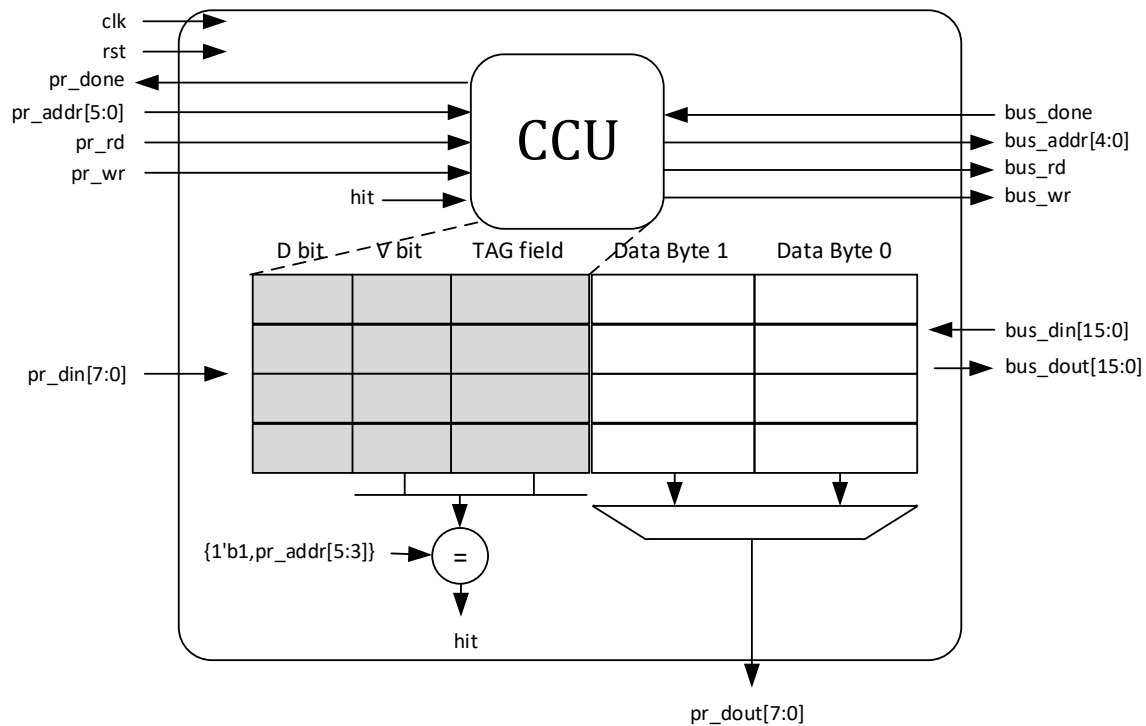 clk
rst
pr_done
pr_addr[5:0]
pr_rd
pr_wr
hit
CCU
bus_done
bus_addr[4:0]
bus_rd
bus_wr
D bit
V bit
TAG field
Data Byte 1
Data Byte 0
pr_din[7:0]
bus_din[15:0]
bus_dout[15:0]
{1'b1,pr_addr[5:3]}
=
hit
pr_dout[7:0]